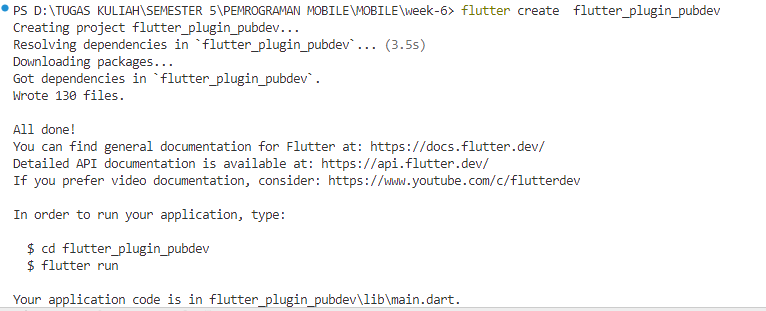 PS D:\TUGAS KULIAH\SEMESTER 5\PEMROGRAMAN MOBILE\MOBILE\week-6> flutter create  flutter_plugin_pubdev
Creating project flutter_plugin_pubdev...
Resolving dependencies in `flutter_plugin_pubdev`... (3.5s)
Downloading packages...
Got dependencies in `flutter_plugin_pubdev`.
Wrote 130 files.

All done!
You can find general documentation for Flutter at: https://docs.flutter.dev/
Detailed API documentation is available at: https://api.flutter.dev/
If you prefer video documentation, consider: https://www.youtube.com/c/flutterdev

In order to run your application, type:

  $ cd flutter_plugin_pubdev
  $ flutter run

Your application code is in flutter_plugin_pubdev\lib\main.dart.